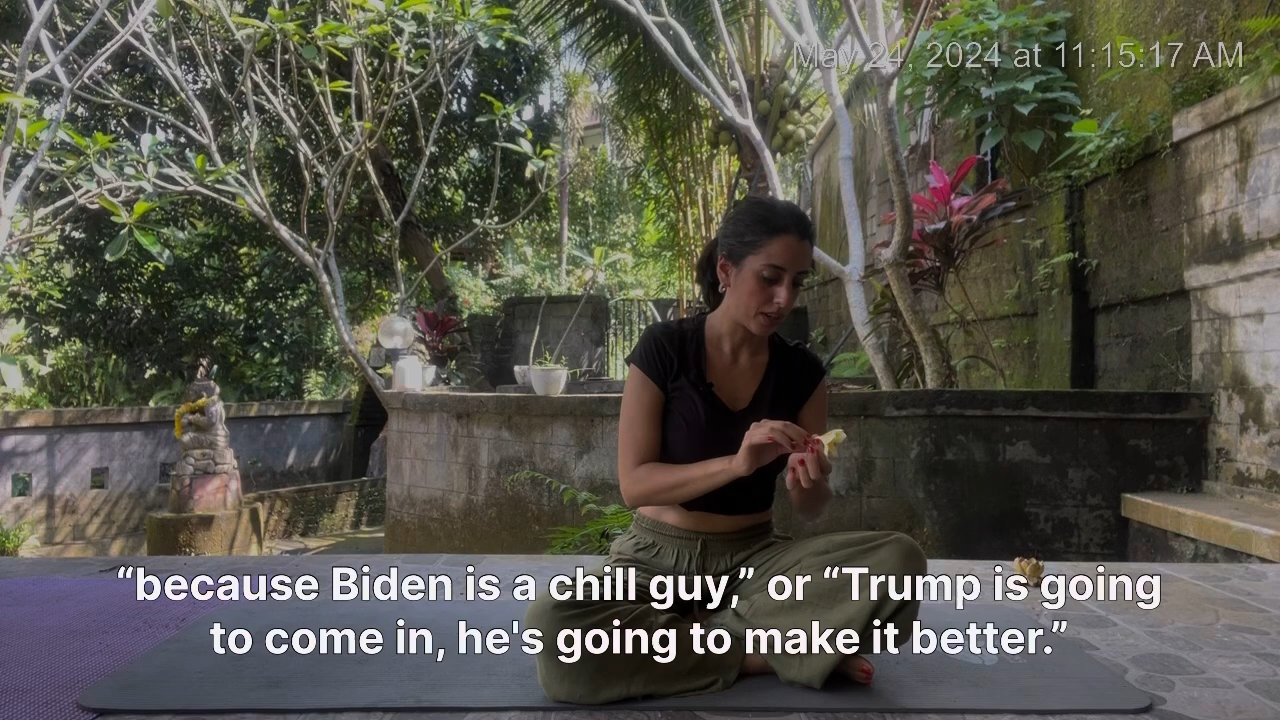 May 24, 2024 at 11:15:17 AM
“because Biden is a chill guy,” or “Trump is going
to come in, he's going to make it better.”